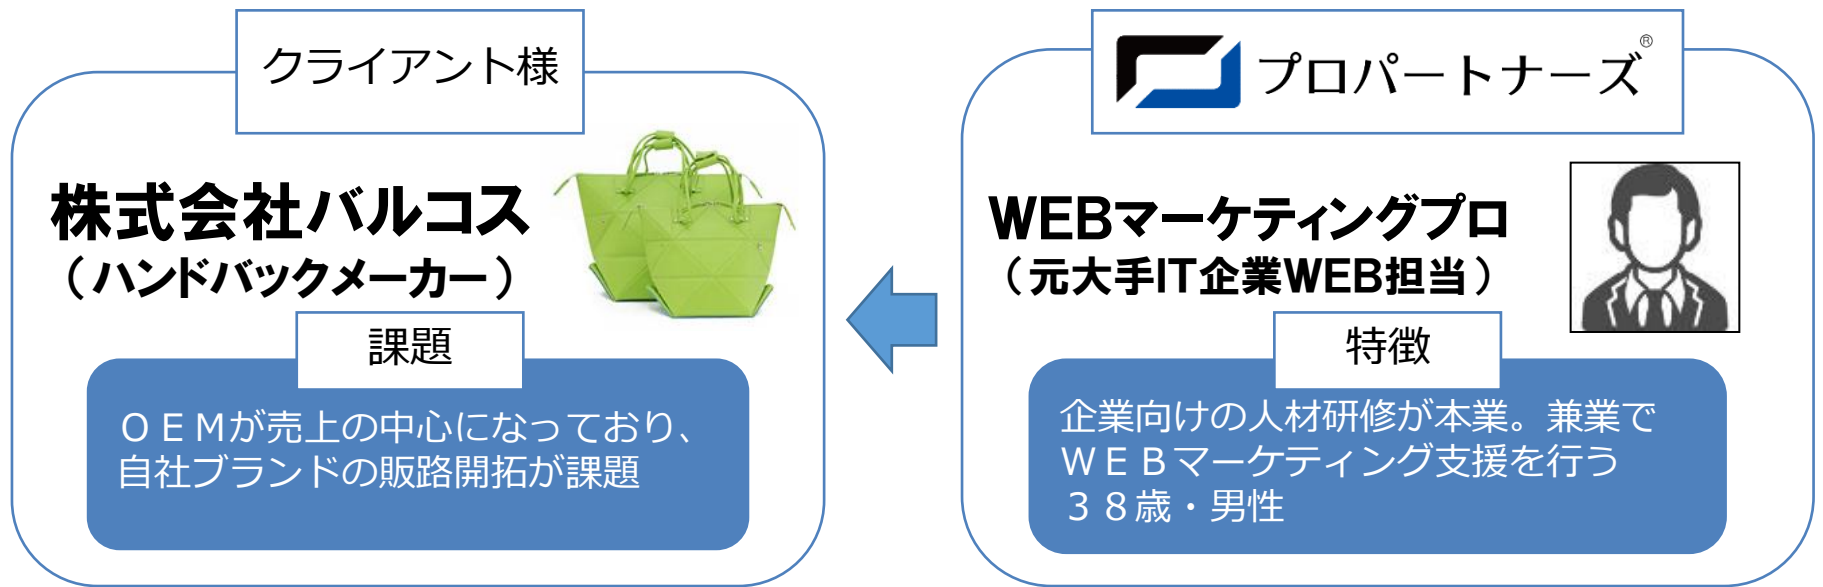 クライアント様
株式会社バルコス
（ハンドバックメーカー）
課題
ＯＥＭが売上の中心になっており、
自社ブランドの販路開拓が課題
プロパートナーズ®
WEBマーケティングプロ
（元大手IT企業WEB担当）
特徴
企業向けの人材研修が本業。兼業で
ＷＥＢマーケティング支援を行う
３８歳・男性